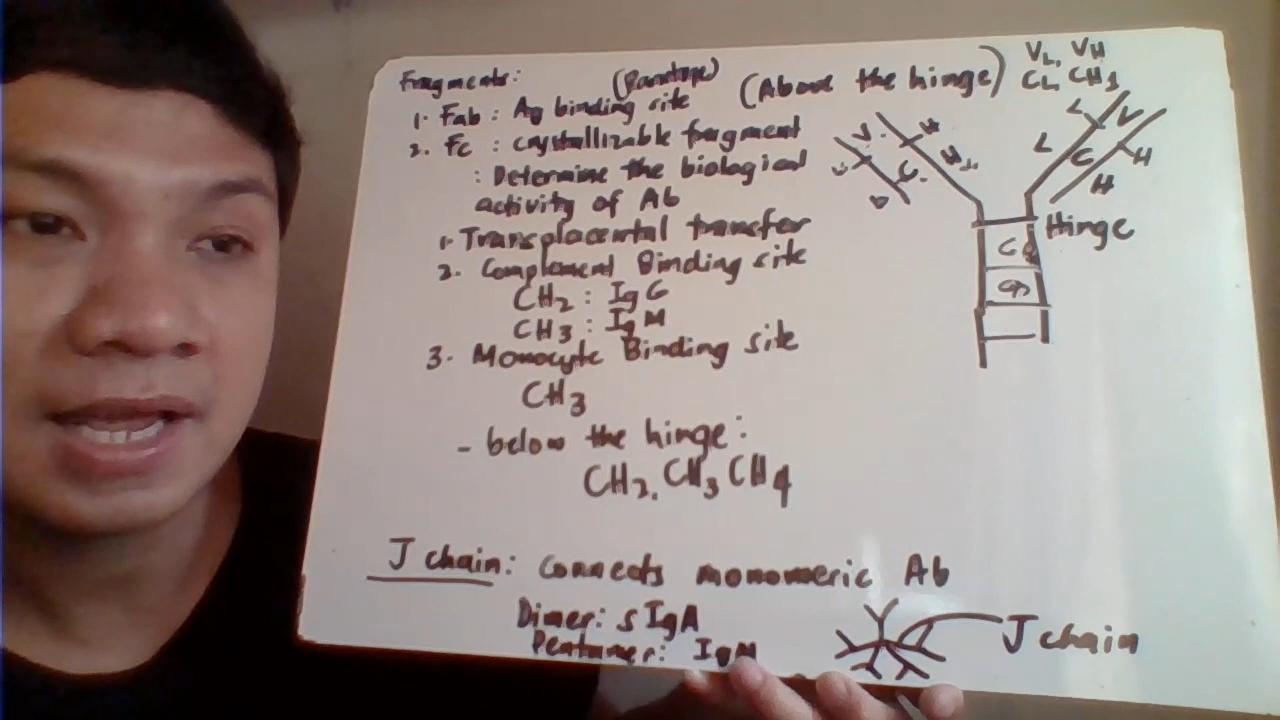 Fragments:
(Paratope)
(Above the hinge)
VL, VH
CL, CH1
1. Fab : Ag binding site
2. Fc : crystallizable fragment
: Determine the biological
activity of Ab
1. Transplacental transfer
2. Complement Binding site
CH2 : IgG
CH3 : IgM
3. Monocyte Binding site
CH3
- below the hinge:
CH2, CH3 CH4
Hinge
L
V
L
C
H
H
J chain: connects monomeric Ab
Dimer: sIgA
Pentamer: IgM
J chain